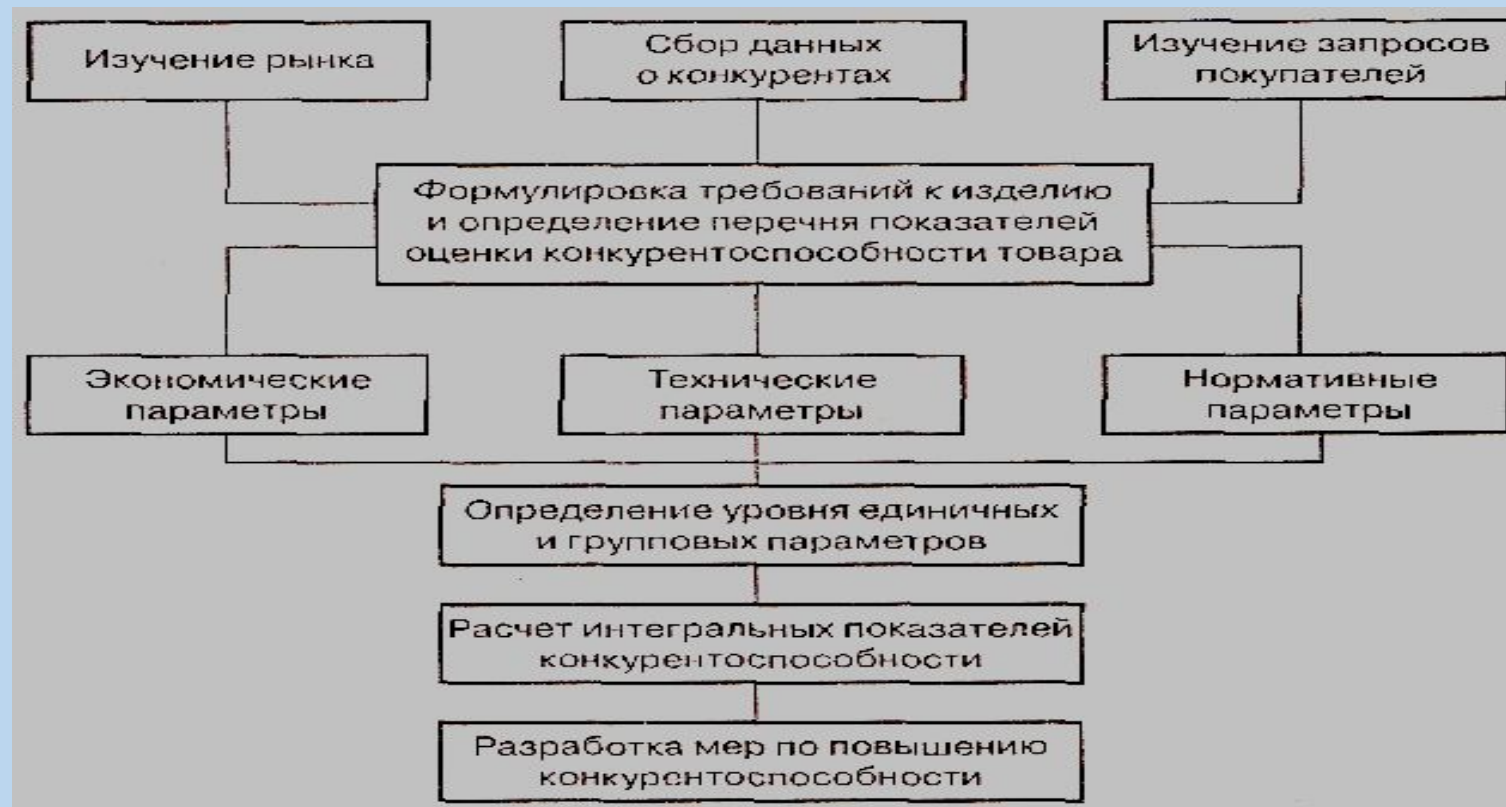 Изучение рынка
Сбор данных
о конкурентах
Изучение запросов
покупателей
Формулировка требований к изделию
и определение перечня показателей
оценки конкурентоспособности товара
Экономические
параметры
Технические
параметры
Нормативные
параметры
Определение уровня единичных
и групповых параметров
Расчет интегральных показателей
конкурентоспособности
Разработка мер по повышению
конкурентоспособности